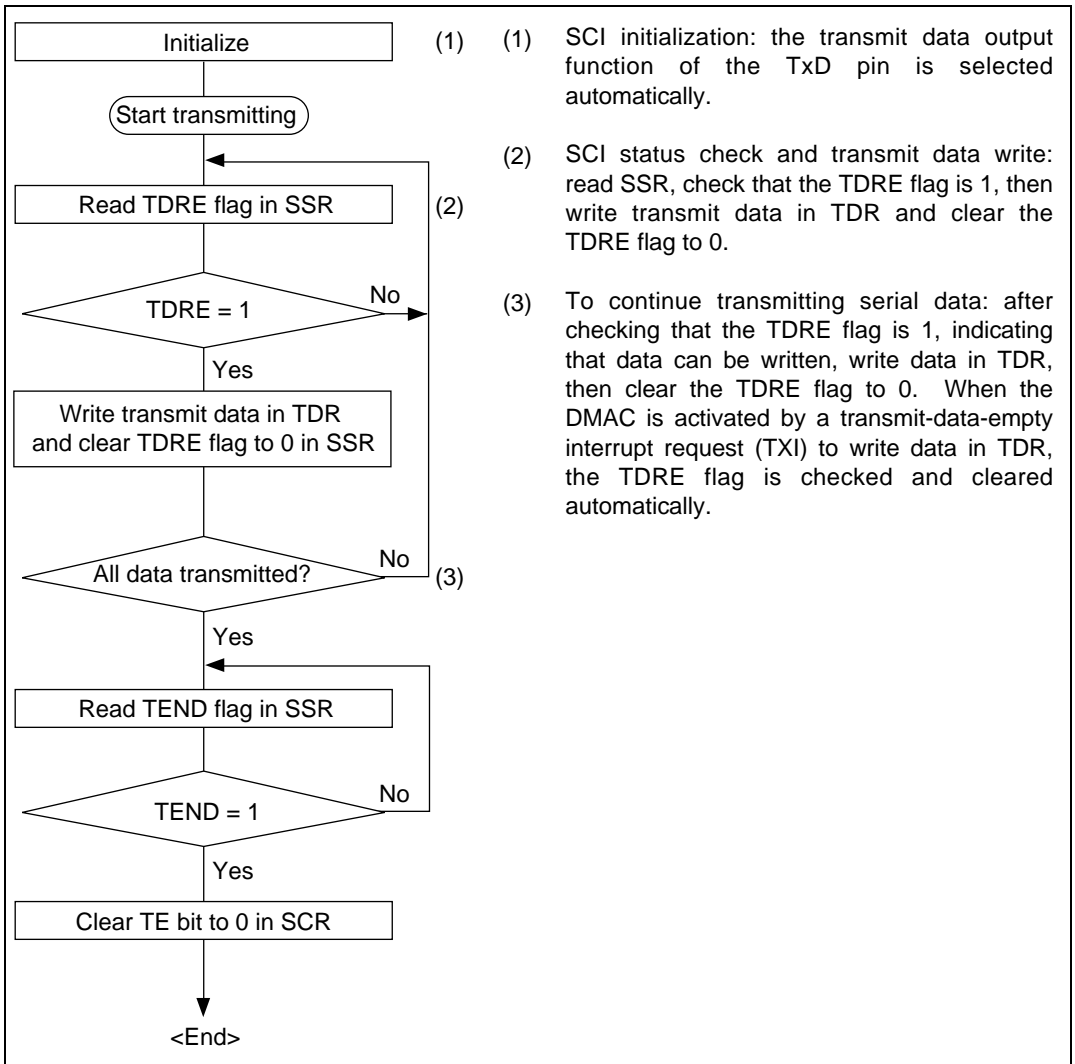 Initialize
(1)
Start transmitting
Read TDRE flag in SSR
(2)
TDRE = 1
No
Yes
Write transmit data in TDR
and clear TDRE flag to 0 in SSR
All data transmitted?
No
(3)
Yes
Read TEND flag in SSR
TEND = 1
No
Yes
Clear TE bit to 0 in SCR
<End>
(1) SCI initialization: the transmit data output
function of the TxD pin is selected
automatically.
(2) SCI status check and transmit data write:
read SSR, check that the TDRE flag is 1, then
write transmit data in TDR and clear the
TDRE flag to 0.
(3) To continue transmitting serial data: after
checking that the TDRE flag is 1, indicating
that data can be written, write data in TDR,
then clear the TDRE flag to 0. When the
DMAC is activated by a transmit-data-empty
interrupt request (TXI) to write data in TDR,
the TDRE flag is checked and cleared
automatically.